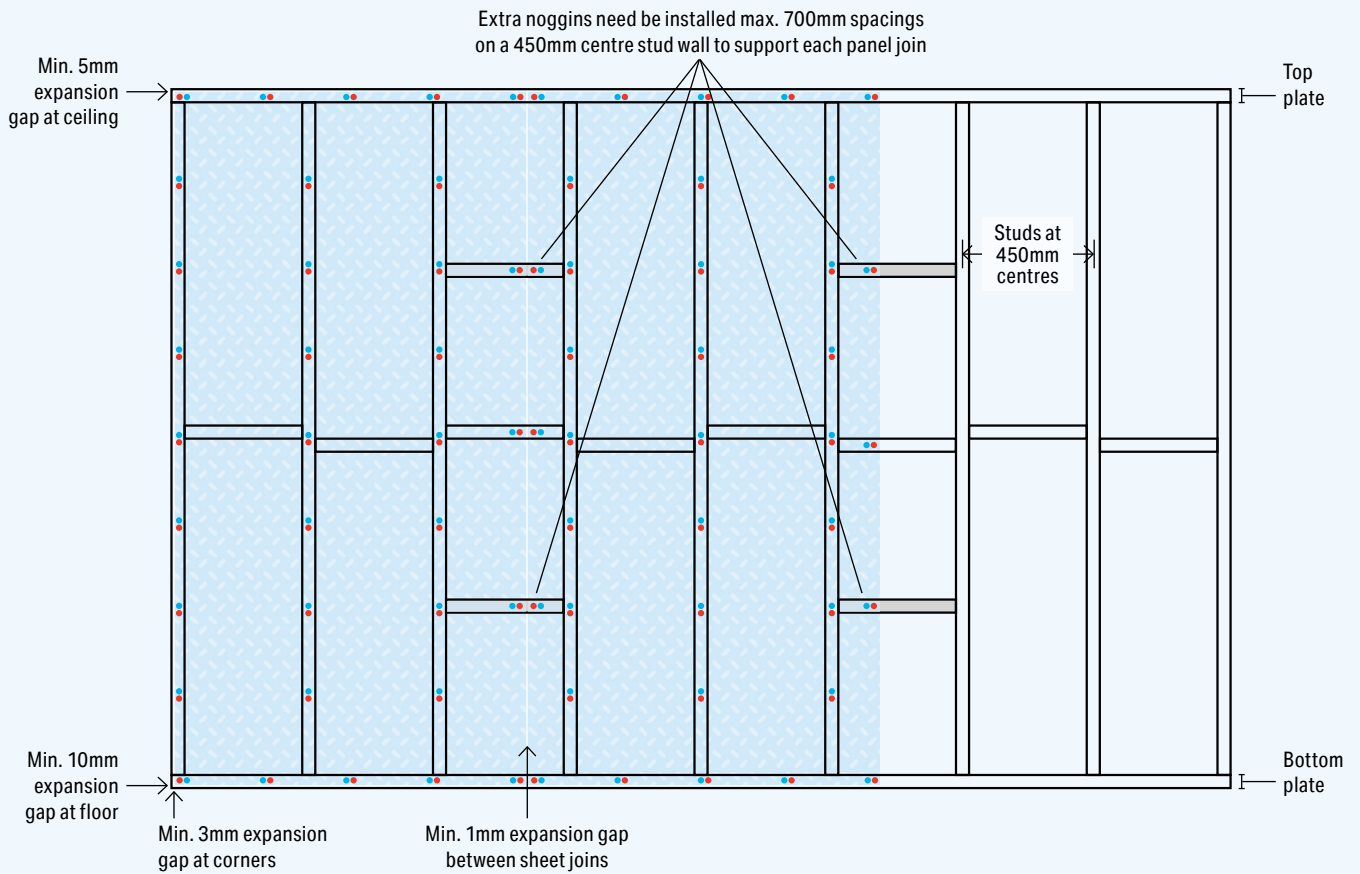 Extra noggins need be installed max. 700mm spacings
on a 450mm centre stud wall to support each panel join
Min. 5mm
expansion
gap at ceiling
Top
plate
Studs at
450mm
centres
Min. 10mm
expansion
gap at floor
Bottom
plate
Min. 3mm expansion
gap at corners
Min. 1mm expansion gap
between sheet joins